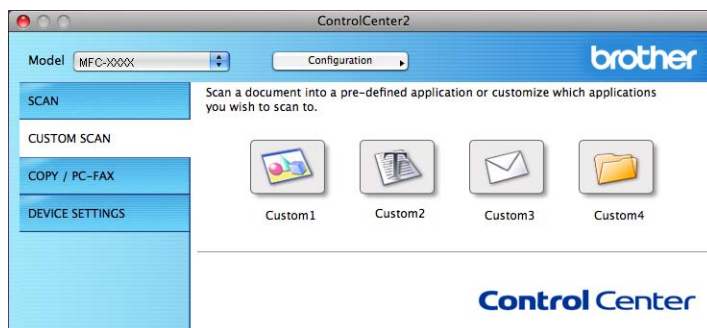 ControlCenter2
Model MFC-XXXX Configuration brother
SCAN
Scan a document into a pre-defined application or customize which applications
you wish to scan to.
CUSTOM SCAN
COPY / PC-FAX
DEVICE SETTINGS
Custom1 Custom2 Custom3 Custom4
Control Center